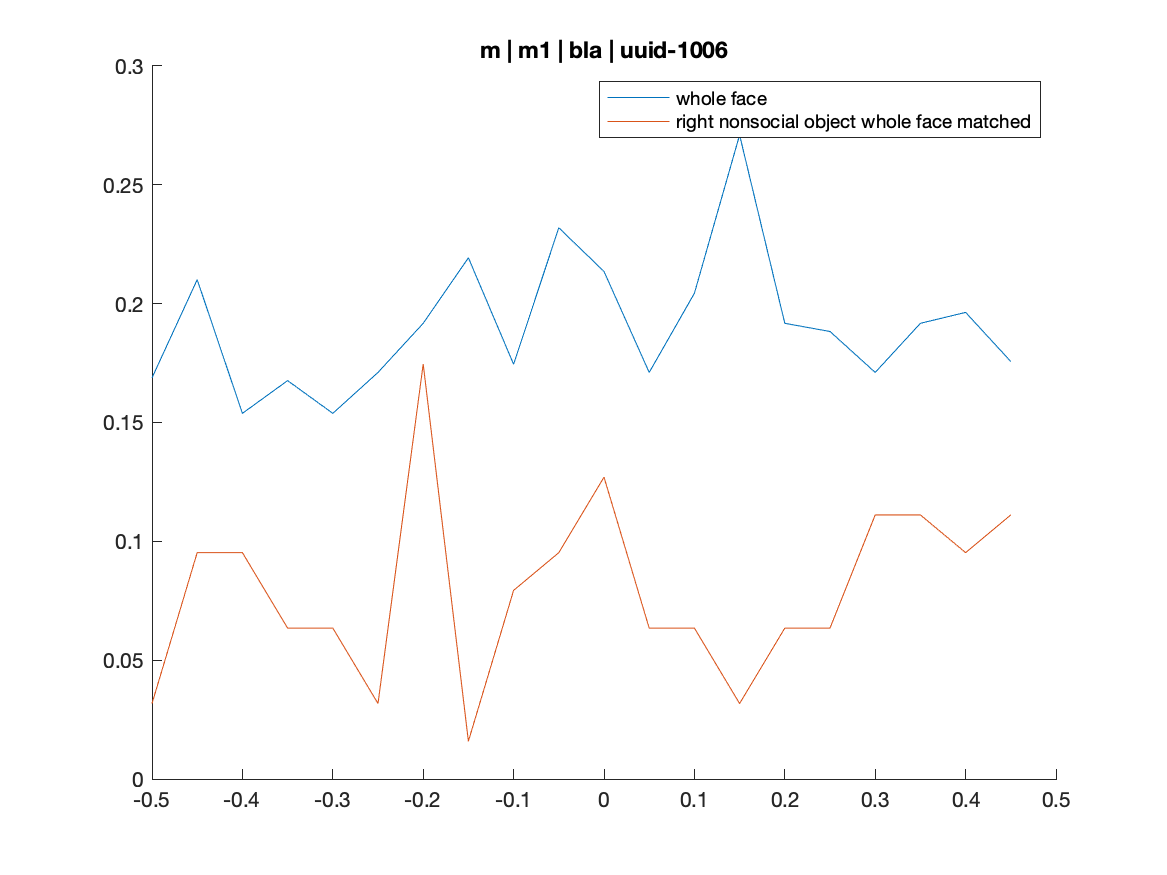 m | m1 | bla | uuid-1006
whole face
right nonsocial object whole face matched
0.3
0.25
0.2
0.15
0.1
0.05
0
-0.5 -0.4 -0.3 -0.2 -0.1 0 0.1 0.2 0.3 0.4 0.5